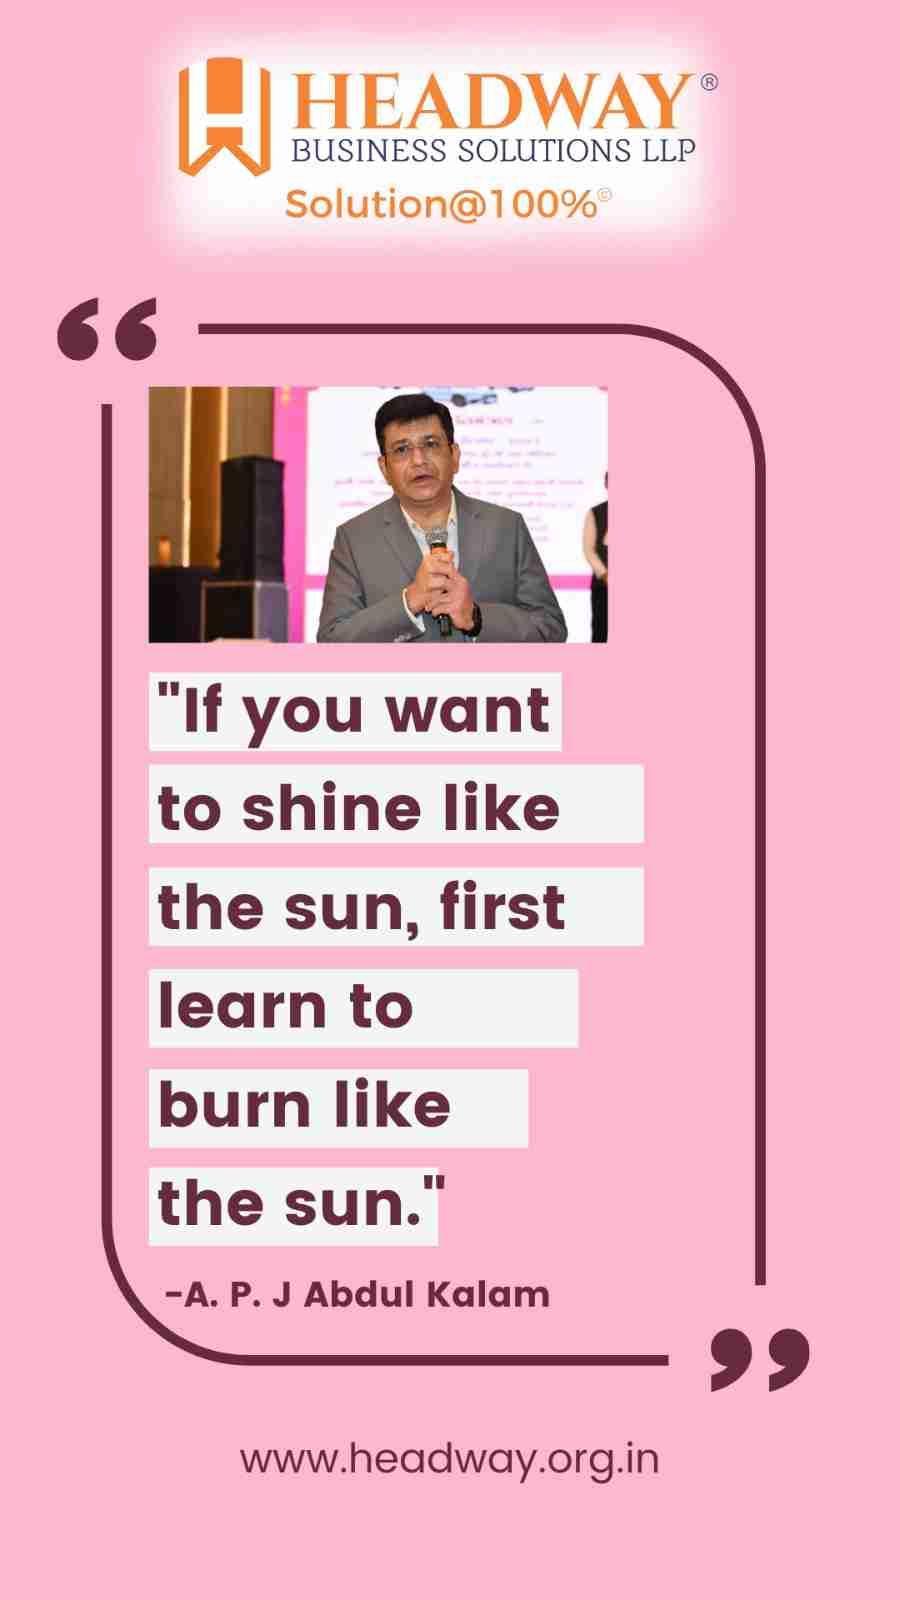 HEADWAY®
BUSINESS SOLUTIONS LLP
Solution@100%©
“
"If you want
to shine like
the sun, first
learn to
burn like
the sun."
-A. P. J Abdul Kalam
”
www.headway.org.in